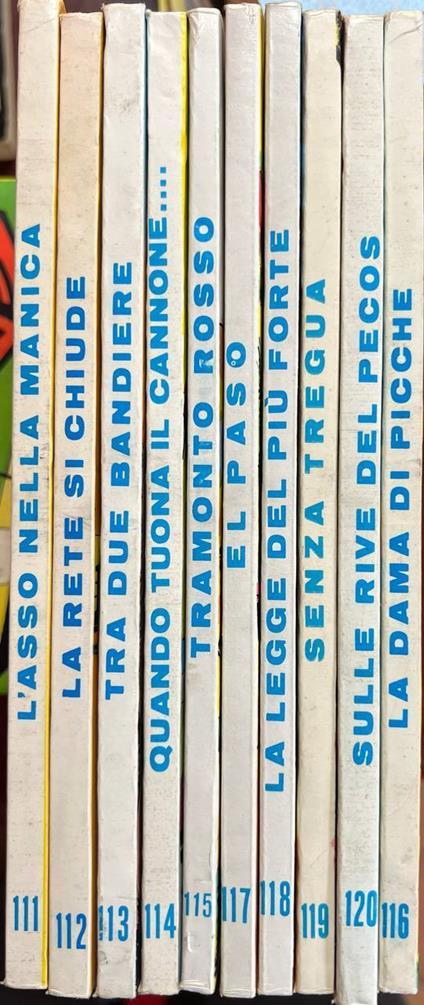 L'ASSO NELLA MANICA
111
LA RETE SI CHIUDE
112
TRA DUE BANDIERE
113
QUANDO TUONA IL CANNONE....
114
TRAMONTO ROSSO
115
EL PASO
117
LA LEGGE DEL PIÙ FORTE
118
SENZA TREGUA
119
SULLE RIVE DEL PECOS
120
LA DAMA DI PICCHE
116